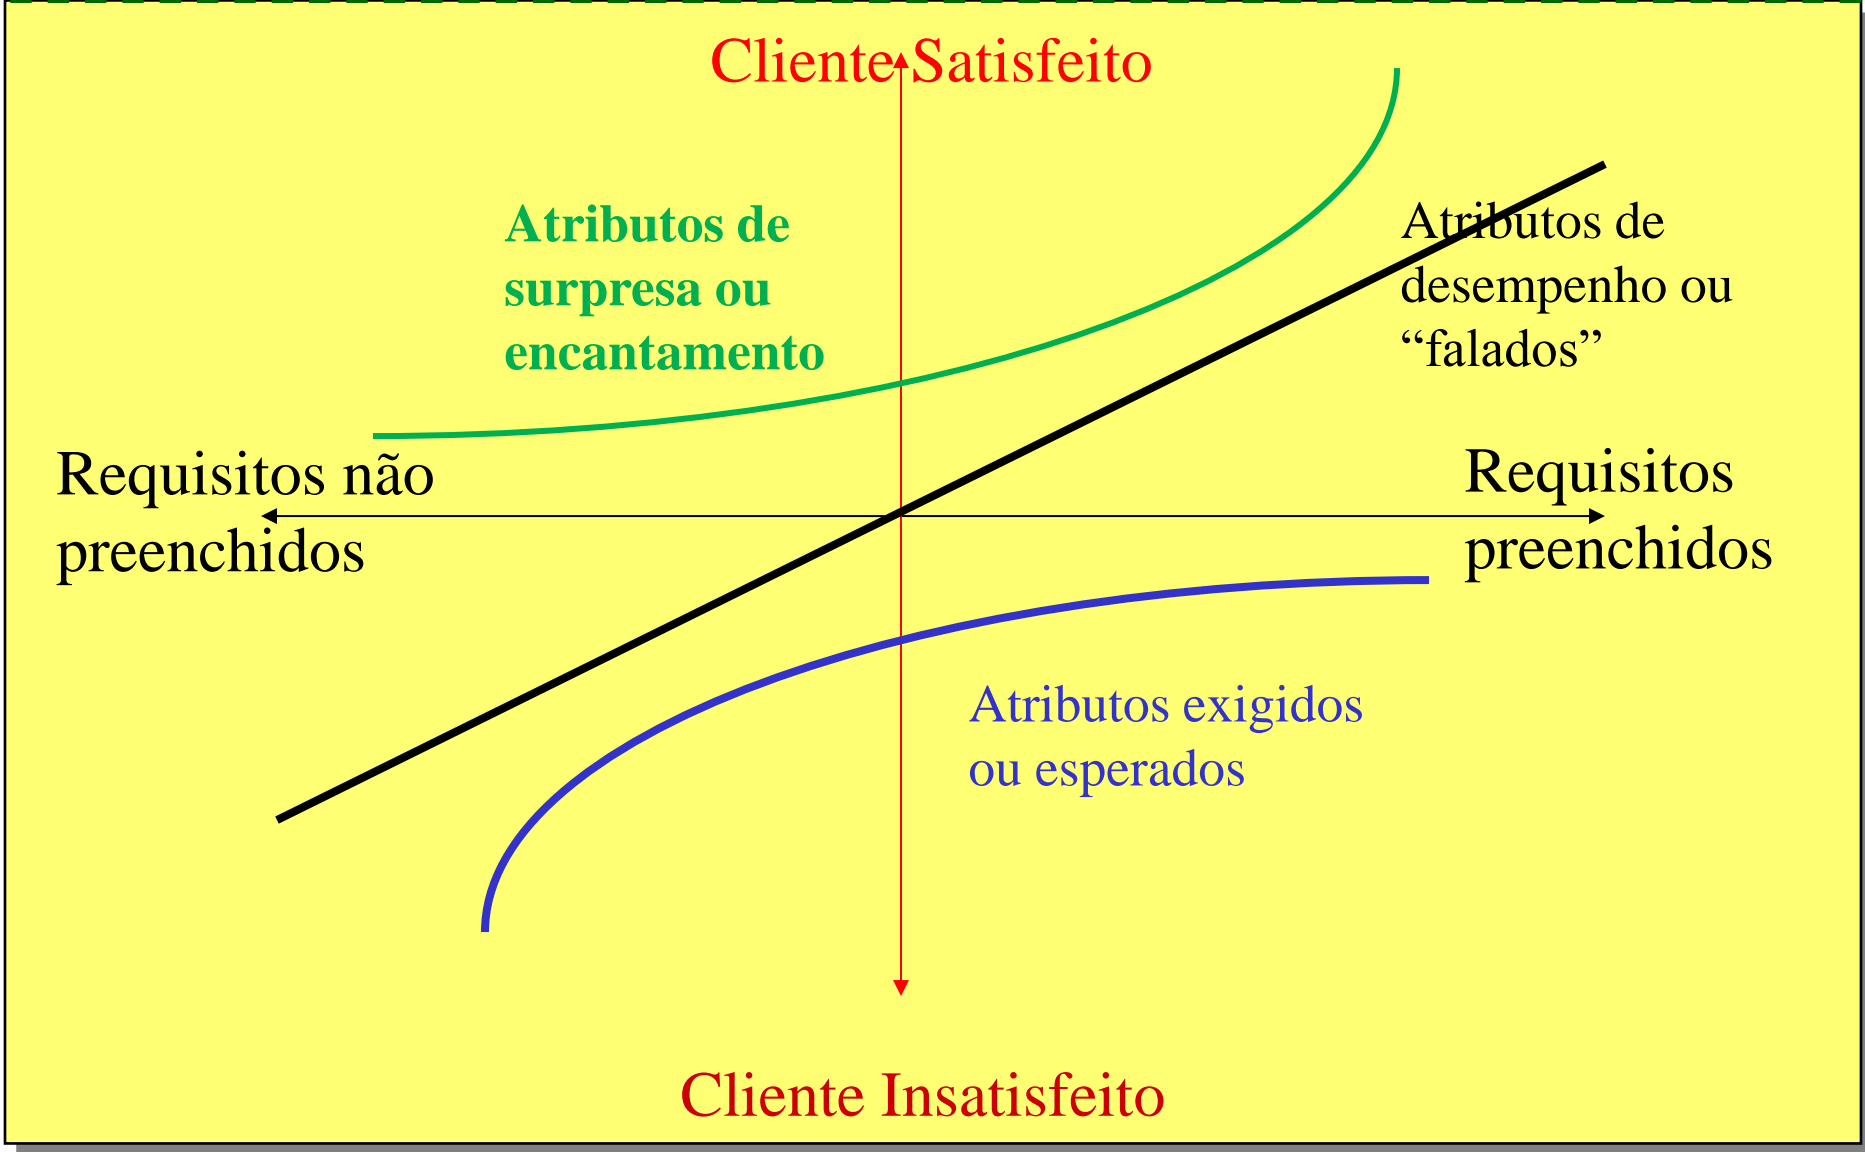 Cliente Satisfeito
Atributos de
surpresa ou
encantamento
Atributos de
desempenho ou
“falados”
Requisitos não
preenchidos
Requisitos
preenchidos
Atributos exigidos
ou esperados
Cliente Insatisfeito